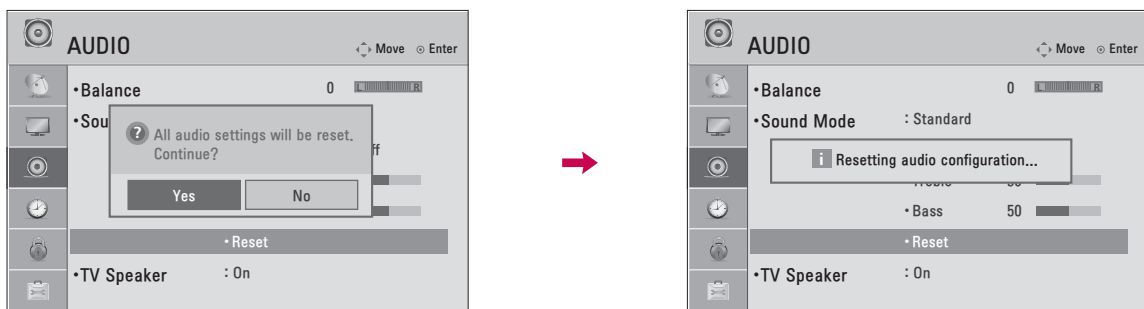 AUDIO
Move Enter
•Balance 0 L R
•Sou
? All audio settings will be reset.
Continue?
Yes No
•Reset
•TV Speaker : On
AUDIO
Move Enter
•Balance 0 L R
•Sound Mode : Standard
i Resetting audio configuration...
•Bass 50
•Reset
•TV Speaker : On